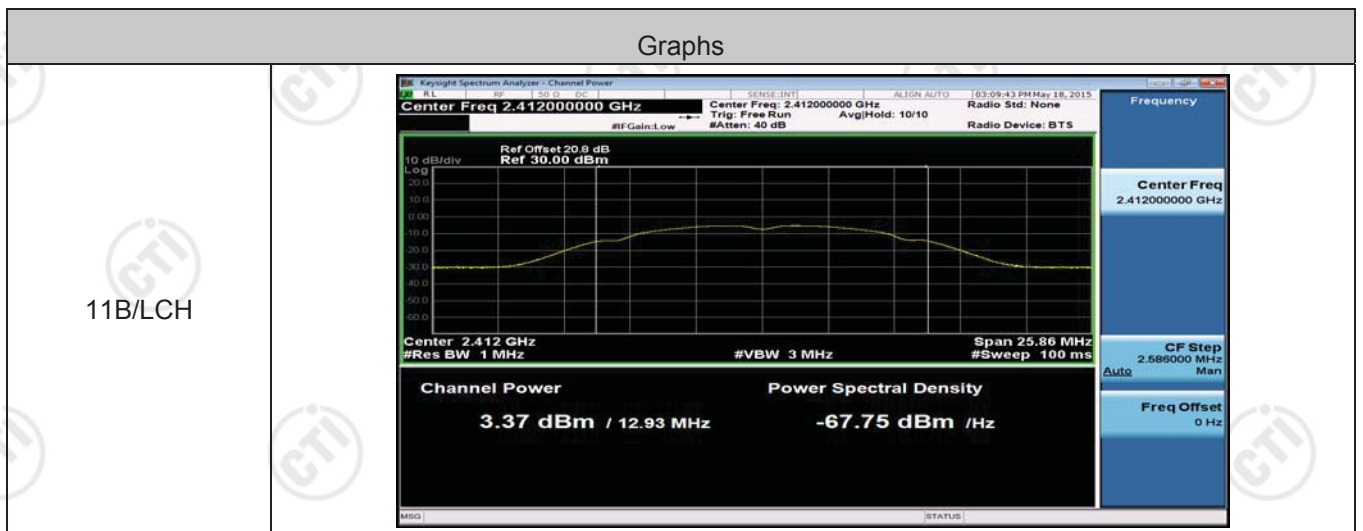 Graphs
11B/LCH
Keysight Spectrum Analyzer - Channel Power
RL RF 50 Ω DC SENSE:INT ALIGN AUTO 03:09:43 PM May 18, 2015
Center Freq 2.412000000 GHz
Center Freq: 2.412000000 GHz
Radio Std: None
Trig: Free Run Avg|Hold: 10/10
#IFGain:Low #Atten: 40 dB Radio Device: BTS
Ref Offset 20.8 dB
10 dB/div Ref 30.00 dBm
Log
20.0
10.0
0.00
-10.0
-20.0
-30.0
-40.0
-50.0
-60.0
Center 2.412 GHz Span 25.86 MHz
#Res BW 1 MHz #VBW 3 MHz #Sweep 100 ms
Channel Power Power Spectral Density
3.37 dBm / 12.93 MHz -67.75 dBm /Hz
MSG STATUS
Frequency
Center Freq
2.412000000 GHz
CF Step
2.586000 MHz
Auto Man
Freq Offset
0 Hz
CTI
CTI
CTI
CTI
CTI
CTI